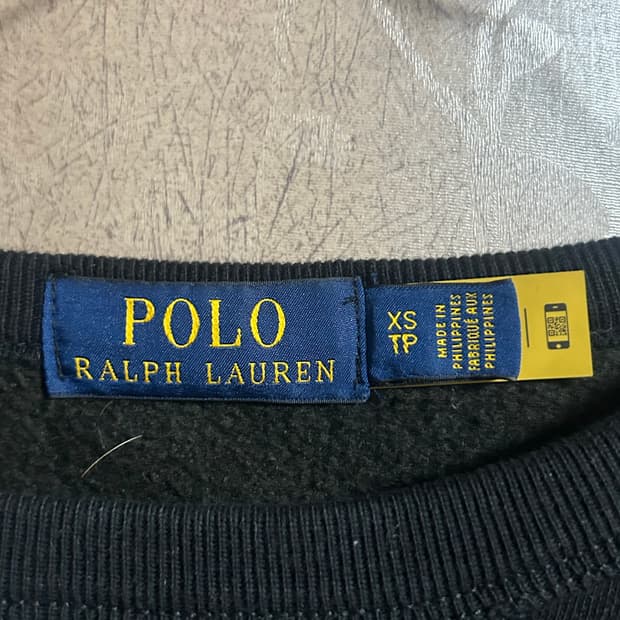 POLO
RALPH LAUREN
XS
TP
MADE IN
PHILIPPINES
FABRIQUÉ AUX
PHILIPPINES